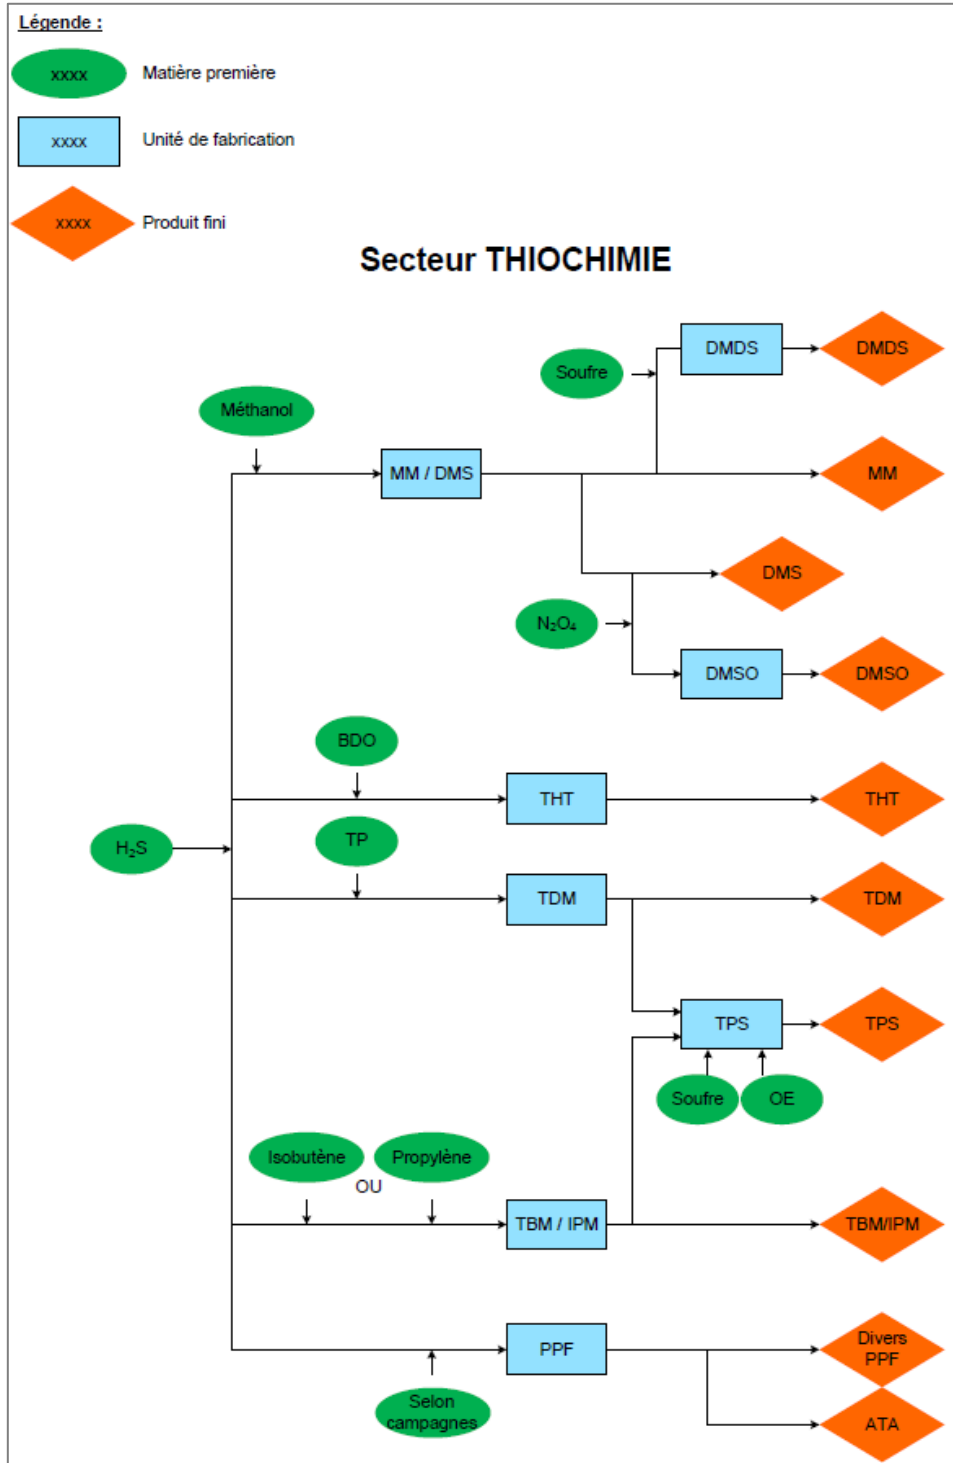 Légende :
xxxx
Matière première
xxxx
Unité de fabrication
xxxx
Produit fini
Secteur THIOCHIMIE
DMDS
DMDS
Soufre
Méthanol
MM / DMS
MM
DMS
N₂O₄
DMSO
DMSO
BDO
THT
THT
H₂S
TP
TDM
TDM
TPS
TPS
Soufre
OE
Isobutène
OU
Propylène
TBM / IPM
TBM/IPM
PPF
Divers
PPF
Selon
campagnes
ATA